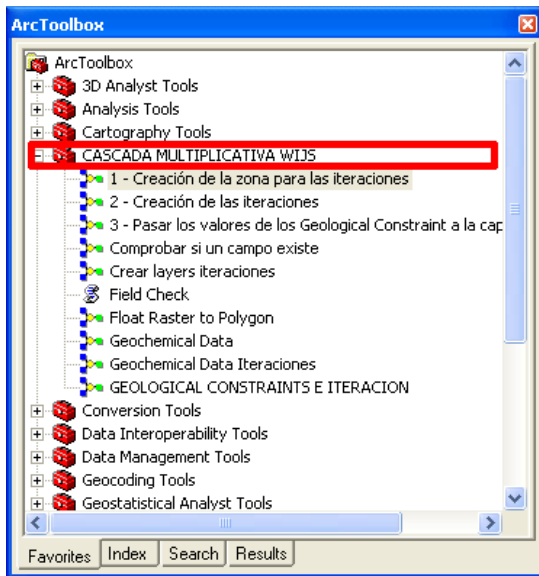 ArcToolbox
ArcToolbox
3D Analyst Tools
Analysis Tools
Cartography Tools
CASCADA MULTIPLICATIVA WIJS
1 - Creación de la zona para las iteraciones
2 - Creación de las iteraciones
3 - Pasar los valores de los Geological Constraint a la cap
Comprobar si un campo existe
Crear layers iteraciones
Field Check
Float Raster to Polygon
Geochemical Data
Geochemical Data Iteraciones
GEOLOGICAL CONSTRAINTS E ITERACION
Conversion Tools
Data Interoperability Tools
Data Management Tools
Geocoding Tools
Geostatistical Analyst Tools
Favorites Index Search Results